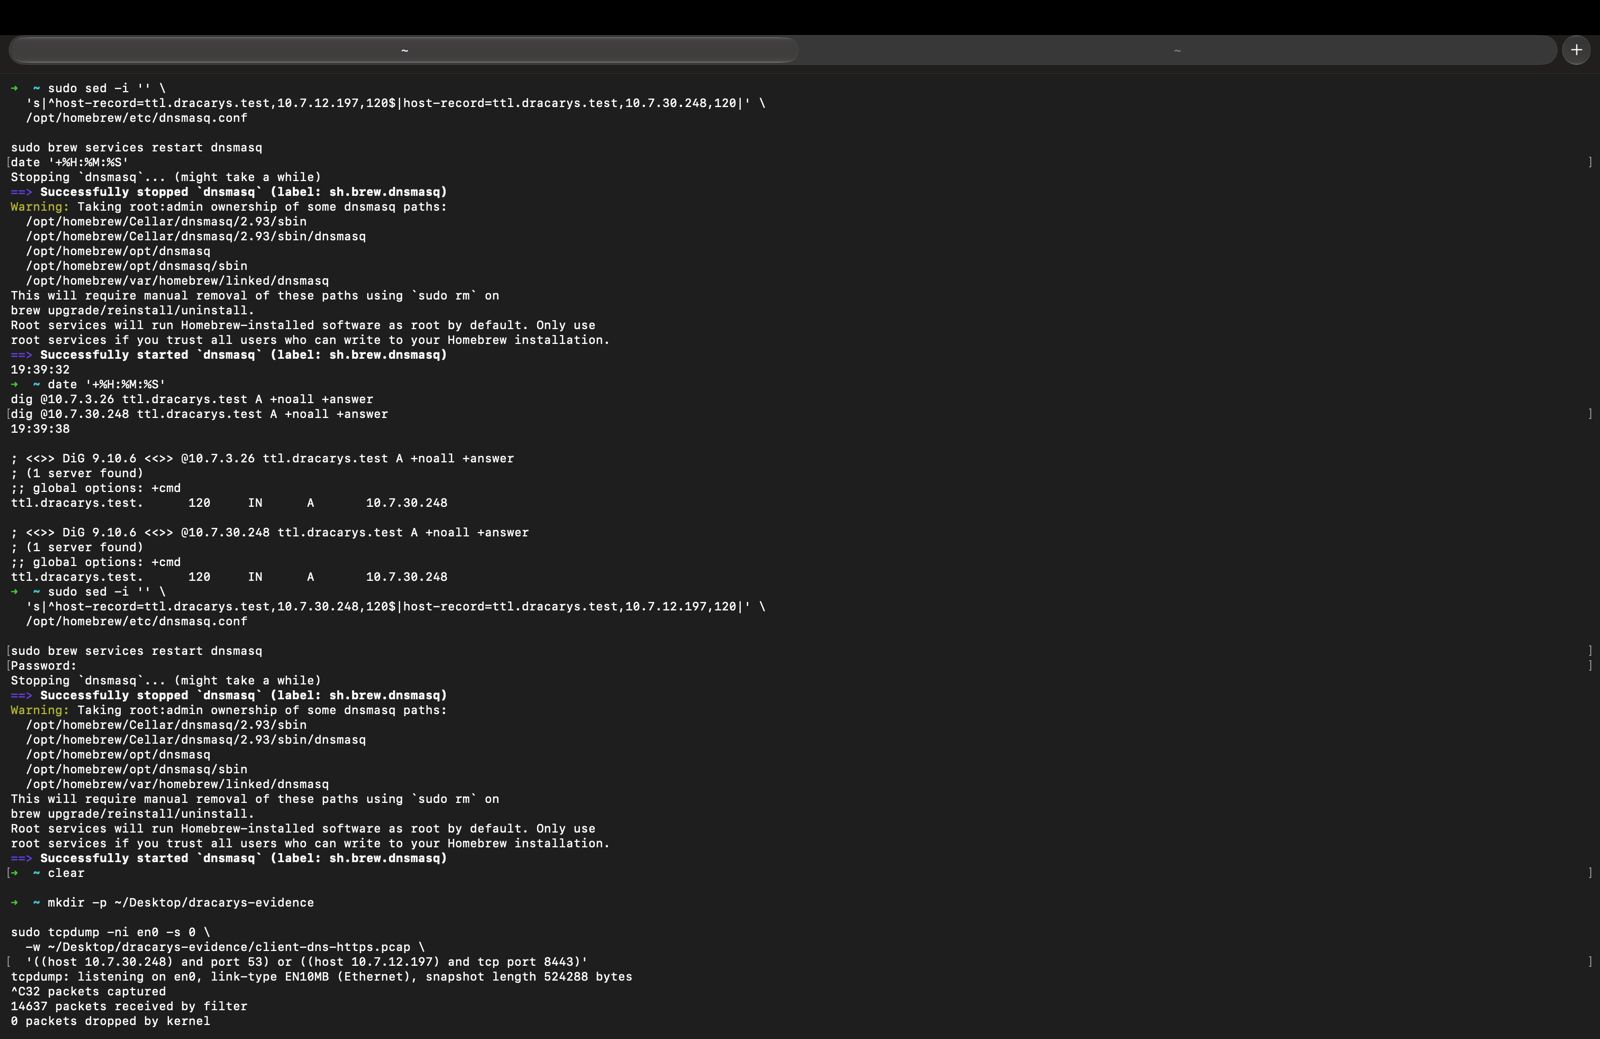 ~ ~ +
→ ~ sudo sed -i '' \
's|^host-record=ttl.dracarys.test,10.7.12.197,120$|host-record=ttl.dracarys.test,10.7.30.248,120|' \
/opt/homebrew/etc/dnsmasq.conf
sudo brew services restart dnsmasq
[date '+%H:%M:%S' ]
Stopping `dnsmasq`... (might take a while)
==> Successfully stopped `dnsmasq` (label: sh.brew.dnsmasq)
Warning: Taking root:admin ownership of some dnsmasq paths:
/opt/homebrew/Cellar/dnsmasq/2.93/sbin
/opt/homebrew/Cellar/dnsmasq/2.93/sbin/dnsmasq
/opt/homebrew/opt/dnsmasq
/opt/homebrew/opt/dnsmasq/sbin
/opt/homebrew/var/homebrew/linked/dnsmasq
This will require manual removal of these paths using `sudo rm` on
brew upgrade/reinstall/uninstall.
Root services will run Homebrew-installed software as root by default. Only use
root services if you trust all users who can write to your Homebrew installation.
==> Successfully started `dnsmasq` (label: sh.brew.dnsmasq)
19:39:32
→ ~ date '+%H:%M:%S'
dig @10.7.3.26 ttl.dracarys.test A +noall +answer
[dig @10.7.30.248 ttl.dracarys.test A +noall +answer ]
19:39:38
; <<>> DiG 9.10.6 <<>> @10.7.3.26 ttl.dracarys.test A +noall +answer
; (1 server found)
;; global options: +cmd
ttl.dracarys.test. 120 IN A 10.7.30.248
; <<>> DiG 9.10.6 <<>> @10.7.30.248 ttl.dracarys.test A +noall +answer
; (1 server found)
;; global options: +cmd
ttl.dracarys.test. 120 IN A 10.7.30.248
→ ~ sudo sed -i '' \
's|^host-record=ttl.dracarys.test,10.7.30.248,120$|host-record=ttl.dracarys.test,10.7.12.197,120|' \
/opt/homebrew/etc/dnsmasq.conf
[sudo brew services restart dnsmasq ]
[Password: ]
Stopping `dnsmasq`... (might take a while)
==> Successfully stopped `dnsmasq` (label: sh.brew.dnsmasq)
Warning: Taking root:admin ownership of some dnsmasq paths:
/opt/homebrew/Cellar/dnsmasq/2.93/sbin
/opt/homebrew/Cellar/dnsmasq/2.93/sbin/dnsmasq
/opt/homebrew/opt/dnsmasq
/opt/homebrew/opt/dnsmasq/sbin
/opt/homebrew/var/homebrew/linked/dnsmasq
This will require manual removal of these paths using `sudo rm` on
brew upgrade/reinstall/uninstall.
Root services will run Homebrew-installed software as root by default. Only use
root services if you trust all users who can write to your Homebrew installation.
==> Successfully started `dnsmasq` (label: sh.brew.dnsmasq)
[→ ~ clear ]
→ ~ mkdir -p ~/Desktop/dracarys-evidence
sudo tcpdump -ni en0 -s 0 \
-w ~/Desktop/dracarys-evidence/client-dns-https.pcap \
[ '((host 10.7.30.248) and port 53) or ((host 10.7.12.197) and tcp port 8443)' ]
tcpdump: listening on en0, link-type EN10MB (Ethernet), snapshot length 524288 bytes
^C32 packets captured
14637 packets received by filter
0 packets dropped by kernel